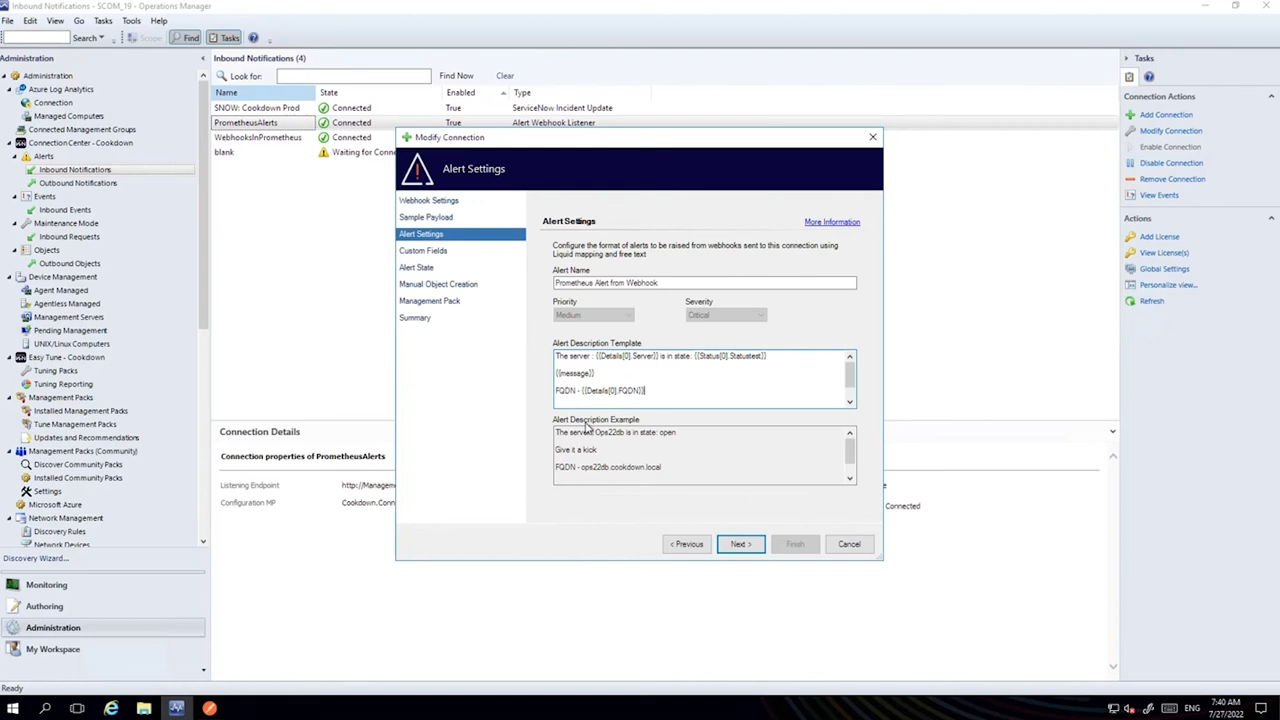 Inbound Notifications - SCOM_19 - Operations Manager
File Edit View Go Tasks Tools Help
Search Scope Find Tasks
Administration
Administration
Azure Log Analytics
Connection
Managed Computers
Connected Management Groups
Connection Center - Cookdown
Alerts
Inbound Notifications
Outbound Notifications
Events
Inbound Events
Maintenance Mode
Inbound Requests
Objects
Outbound Objects
Device Management
Agent Managed
Agentless Managed
Management Servers
Pending Management
UNIX/Linux Computers
Easy Tune - Cookdown
Tuning Packs
Tuning Reporting
Management Packs
Installed Management Packs
Tune Management Packs
Updates and Recommendations
Management Packs (Community)
Discover Community Packs
Installed Community Packs
Settings
Microsoft Azure
Network Management
Discovery Rules
Network Devices
Discovery Wizard...
Monitoring
Authoring
Administration
My Workspace
Ready
Inbound Notifications (4)
Look for: Find Now Clear
Name State Enabled Type
SNOW: Cookdown Prod Connected True ServiceNow Incident Update
PrometheusAlerts Connected True Alert Webhook Listener
WebhooksInPrometheus Connected
blank Waiting for Conn
Connection Details
Connection properties of PrometheusAlerts
Listening Endpoint http://Manageme
Configuration MP Cookdown.Conn
Connected
Modify Connection
Alert Settings
Webhook Settings
Sample Payload
Alert Settings
Custom Fields
Alert State
Manual Object Creation
Management Pack
Summary
Alert Settings More Information
Configure the format of alerts to be raised from webhooks sent to this connection using
Liquid mapping and free text
Alert Name
Prometheus Alert from Webhook
Priority Severity
Medium Critical
Alert Description Template
The server : {{Details[0].Server}} is in state: {{Status[0].Statustest}}
{{message}}
FQDN - {{Details[0].FQDN}}
Alert Description Example
The server : Ops22db is in state: open
Give it a kick
FQDN - ops22db.cookdown.local
< Previous Next > Finish Cancel
Tasks
Connection Actions
Add Connection
Modify Connection
Enable Connection
Disable Connection
Remove Connection
View Events
Actions
Add License
View License(s)
Global Settings
Personalize view...
Refresh
ENG
7:40 AM
7/27/2022